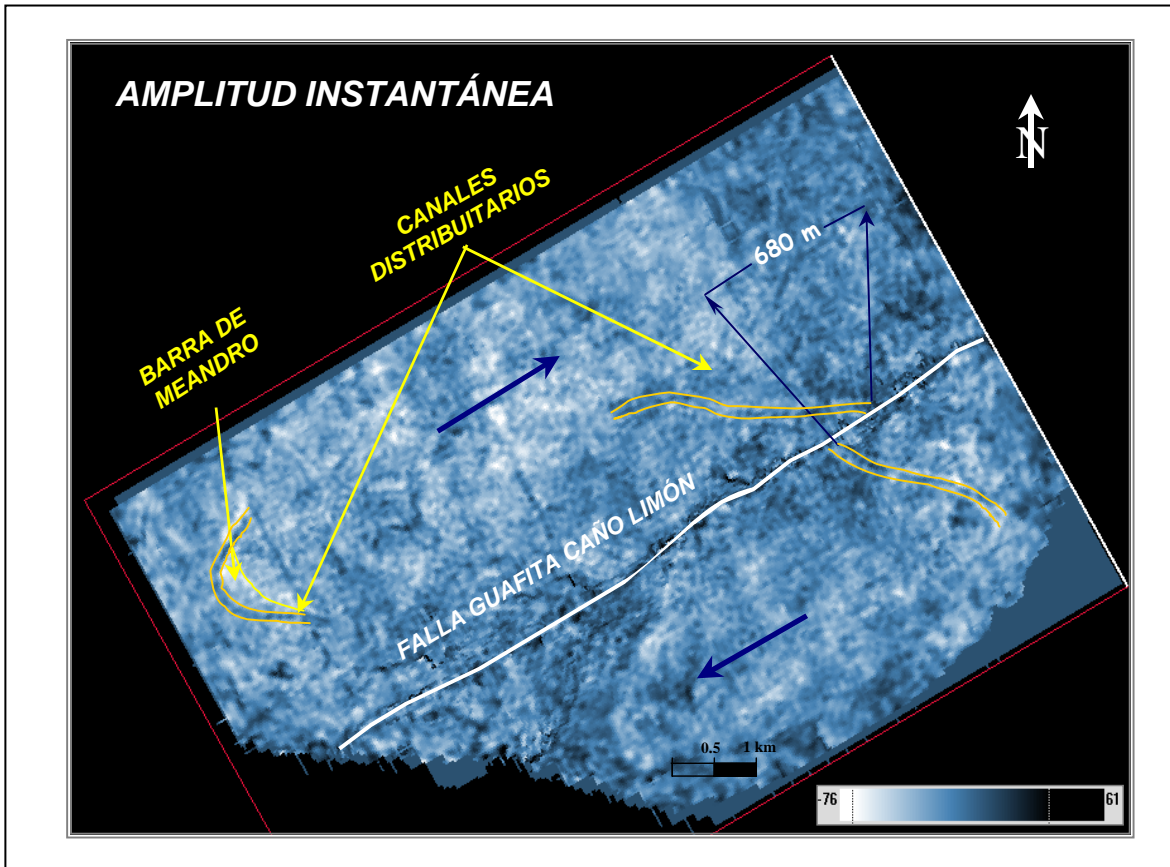 AMPLITUD INSTANTÁNEA
N
CANALES
DISTRIBUITARIOS
680 m
BARRA DE
MEANDRO
FALLA GUAFITA CAÑO LIMÓN
0.5 1 km
-76 61